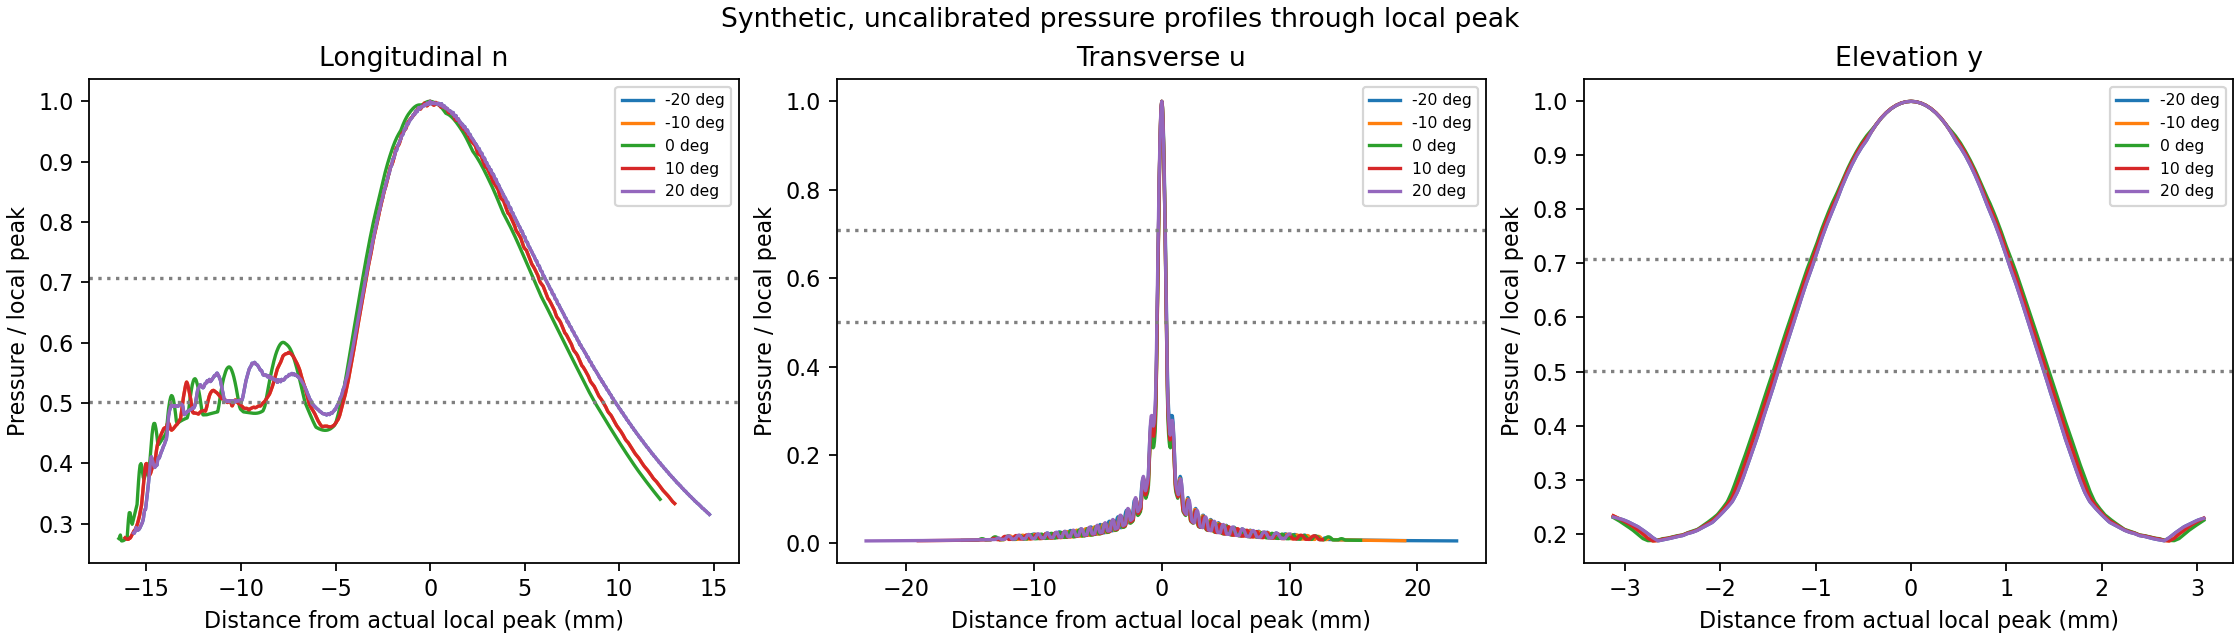 Synthetic, uncalibrated pressure profiles through local peak
Longitudinal n
Pressure / local peak
1.0
0.9
0.8
0.7
0.6
0.5
0.4
0.3
-20 deg
-10 deg
0 deg
10 deg
20 deg
−15 −10 −5 0 5 10 15
Distance from actual local peak (mm)
Transverse u
Pressure / local peak
1.0
0.8
0.6
0.4
0.2
0.0
-20 deg
-10 deg
0 deg
10 deg
20 deg
−20 −10 0 10 20
Distance from actual local peak (mm)
Elevation y
Pressure / local peak
1.0
0.9
0.8
0.7
0.6
0.5
0.4
0.3
0.2
-20 deg
-10 deg
0 deg
10 deg
20 deg
−3 −2 −1 0 1 2 3
Distance from actual local peak (mm)